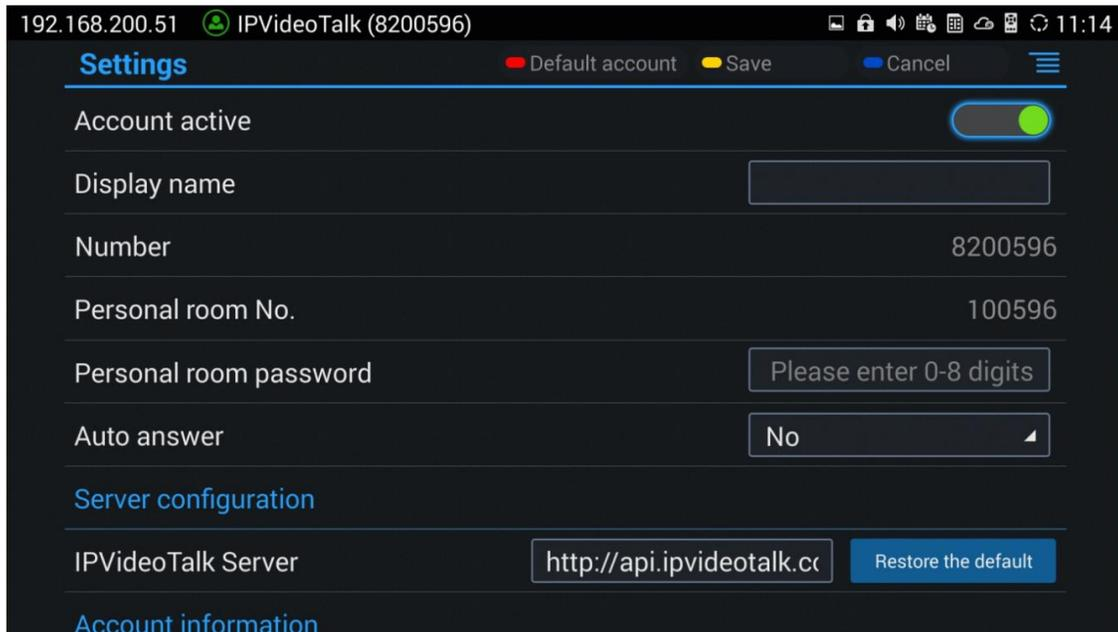 192.168.200.51 IPVideoTalk (8200596) 11:14
Settings Default account Save Cancel
Account active
Display name
Number 8200596
Personal room No. 100596
Personal room password Please enter 0-8 digits
Auto answer No
Server configuration
IPVideoTalk Server http://api.ipvideotalk.cc Restore the default
Account information